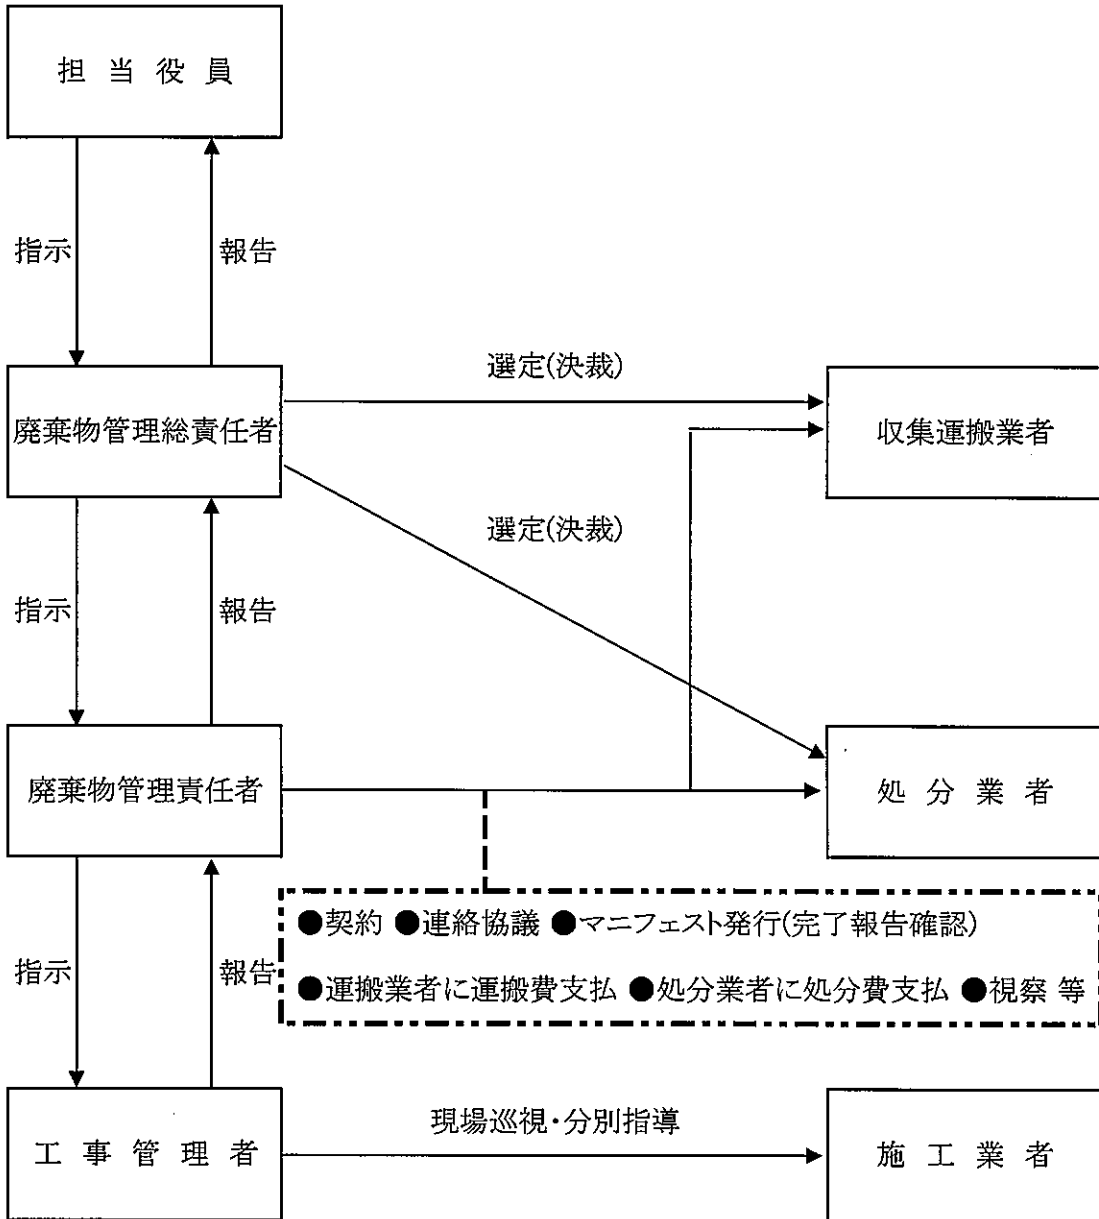 担当役員
指示 報告
選定(決裁)
廃棄物管理総責任者 収集運搬業者
選定(決裁)
指示 報告
廃棄物管理責任者 処分業者
●契約 ●連絡協議 ●マニフェスト発行(完了報告確認)
指示 報告
●運搬業者に運搬費支払 ●処分業者に処分費支払 ●視察 等
現場巡視・分別指導
工事管理者 施工業者